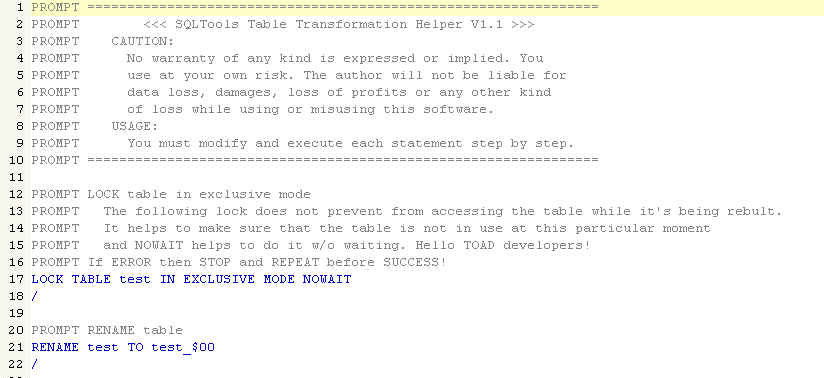 1 PROMPT ================================================================
2 PROMPT        <<< SQLTools Table Transformation Helper V1.1 >>>
3 PROMPT    CAUTION:
4 PROMPT      No warranty of any kind is expressed or implied. You
5 PROMPT      use at your own risk. The author will not be liable for
6 PROMPT      data loss, damages, loss of profits or any other kind
7 PROMPT      of loss while using or misusing this software.
8 PROMPT    USAGE:
9 PROMPT      You must modify and execute each statement step by step.
10 PROMPT ================================================================
11
12 PROMPT LOCK table in exclusive mode
13 PROMPT   The following lock does not prevent from accessing the table while it's being rebult.
14 PROMPT   It helps to make sure that the table is not in use at this particular moment
15 PROMPT   and NOWAIT helps to do it w/o waiting. Hello TOAD developers!
16 PROMPT If ERROR then STOP and REPEAT before SUCCESS!
17 LOCK TABLE test IN EXCLUSIVE MODE NOWAIT
18 /
19
20 PROMPT RENAME table
21 RENAME test TO test_$00
22 /